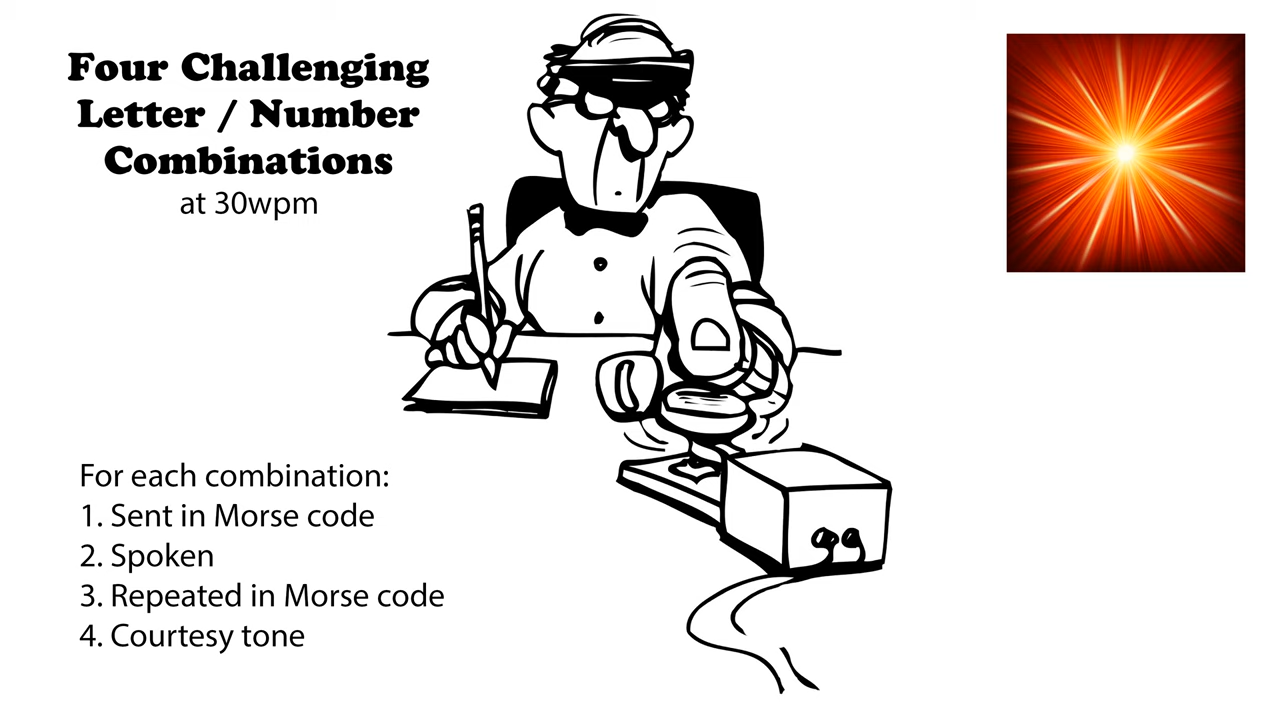 Four Challenging
Letter / Number
Combinations
at 30wpm
For each combination:
1. Sent in Morse code
2. Spoken
3. Repeated in Morse code
4. Courtesy tone